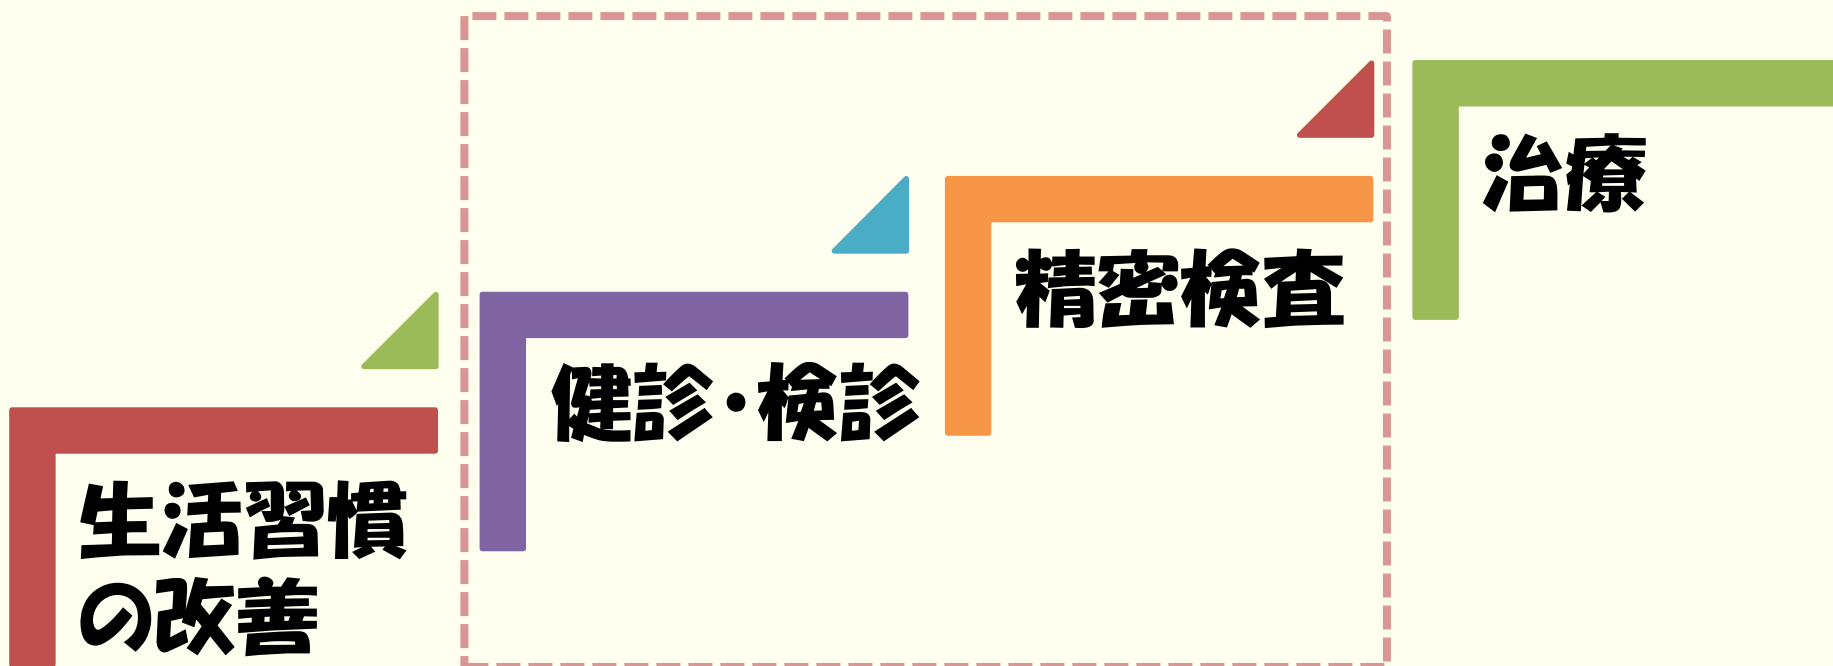 生活習慣
の改善
健診・検診
精密検査
治療